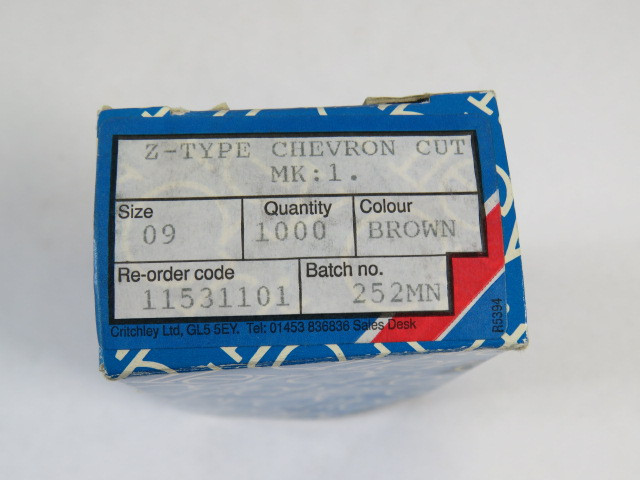 Z-TYPE CHEVRON CUT
MK:1.
Size Quantity Colour
09 1000 BROWN
Re-order code Batch no.
11531101 252MN
Critchley Ltd, GL5 5EY. Tel: 01453 836836 Sales Desk
R5394